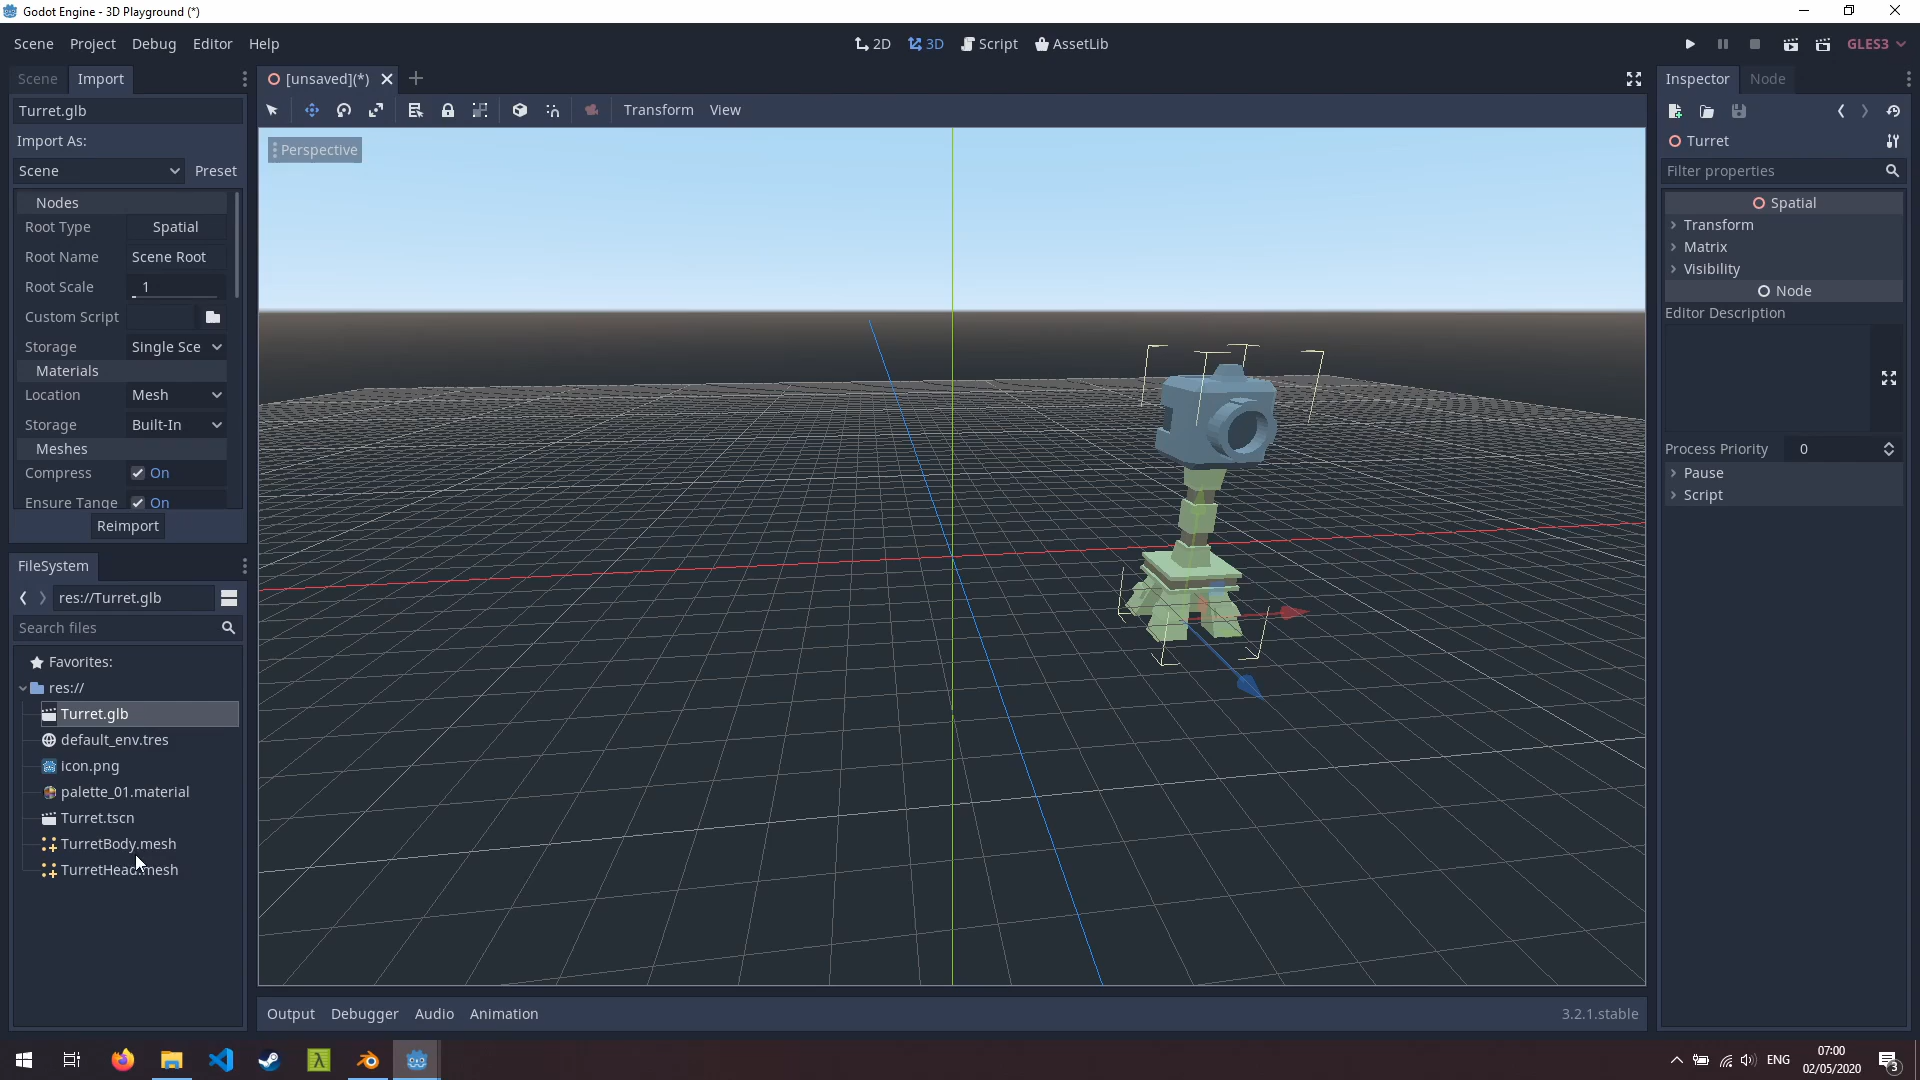 Godot Engine - 3D Playground (*)
Scene Project Debug Editor Help
2D 3D Script AssetLib
GLES3
Scene Import
[unsaved](*)
Inspector Node
Turret.glb
Transform View
Import As:
Turret
Perspective
Scene Preset
Filter properties
Nodes
Spatial
Root Type Spatial
Transform
Matrix
Root Name Scene Root
Visibility
Root Scale 1
Node
Custom Script
Editor Description
Storage Single Sce
Materials
Location Mesh
Storage Built-In
Meshes
Process Priority 0
Compress On
Pause
Ensure Tange On
Script
Reimport
FileSystem
res://Turret.glb
Search files
Favorites:
res://
Turret.glb
default_env.tres
icon.png
palette_01.material
Turret.tscn
TurretBody.mesh
TurretHead.mesh
Output Debugger Audio Animation
3.2.1.stable
ENG
07:00
02/05/2020
3